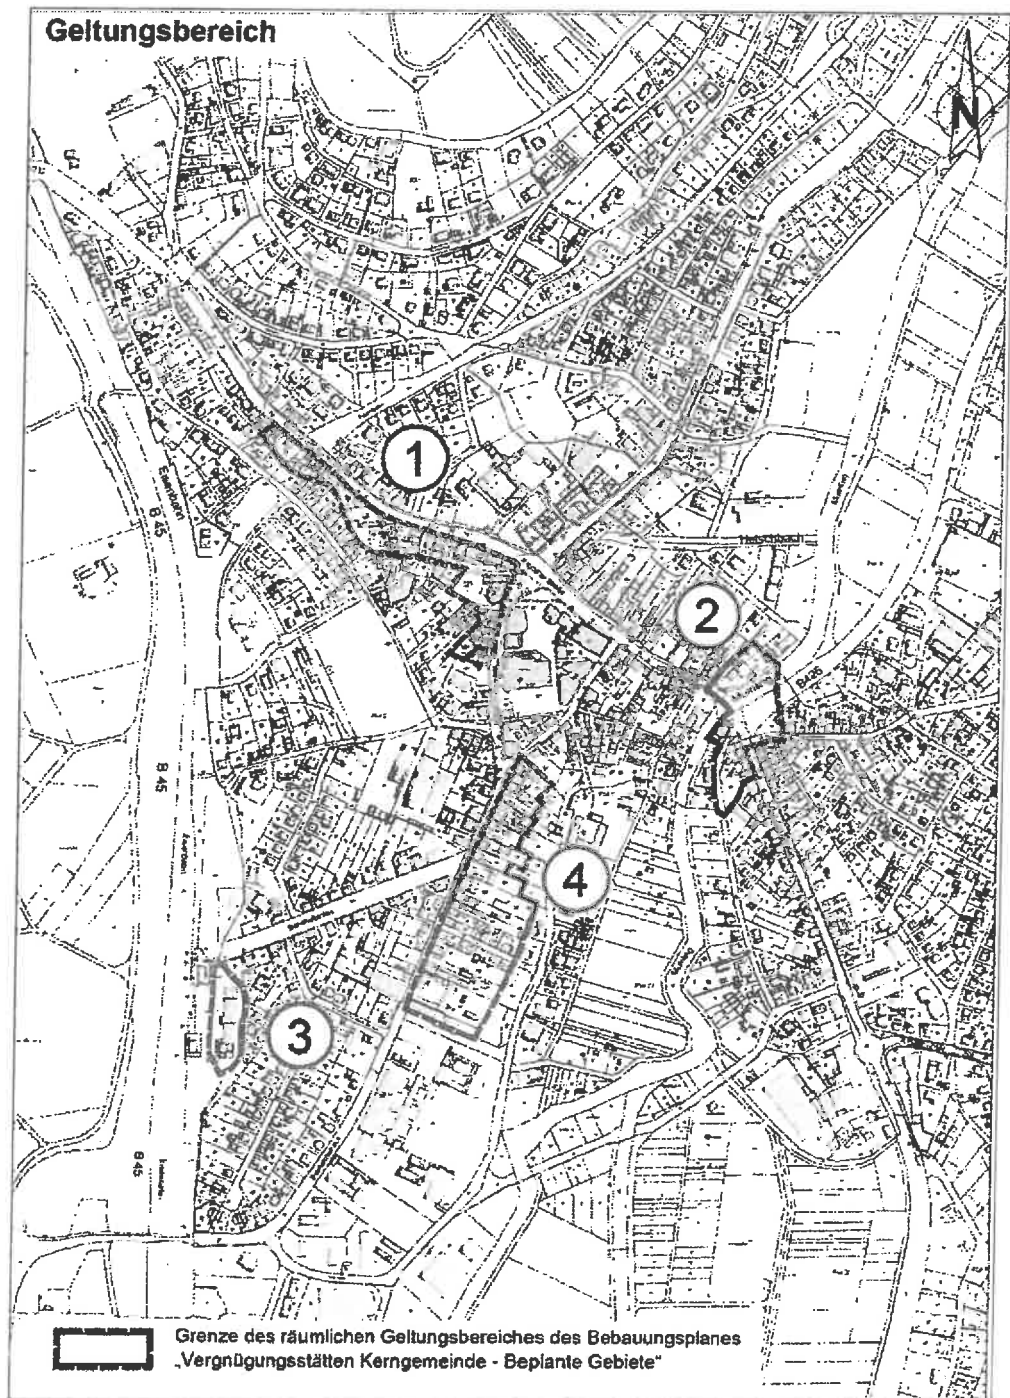 Geltungsbereich
N
1
Eisenbahn
B 45
Hetschbach
2
B426
B 45
4
3
B 45
Grenze des räumlichen Geltungsbereiches des Bebauungsplanes
„Vergnügungsstätten Kerngemeinde - Beplante Gebiete“